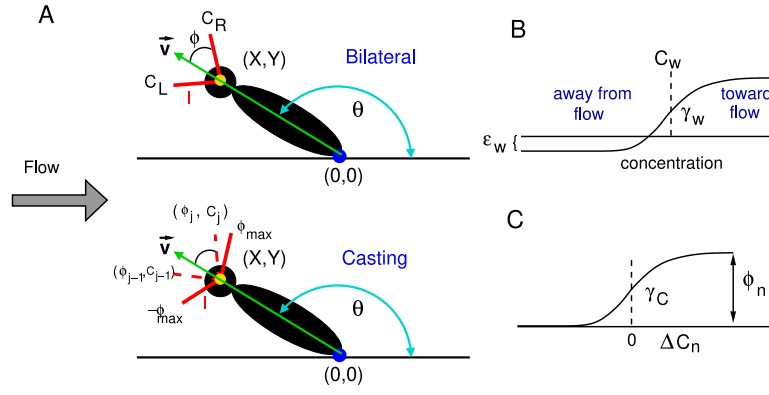 A
C_R
ϕ
v
(X,Y)
Bilateral
C_L
l
θ
(0,0)
Flow
(ϕ_j, C_j)
ϕ_max
v
(X,Y)
Casting
(ϕ_j-1, C_j-1)
l
-ϕ_max
θ
(0,0)
B
C_w
away from flow
toward flow
γ_w
ε_w {
concentration
C
γ_C
ϕ_n
0
ΔC_n